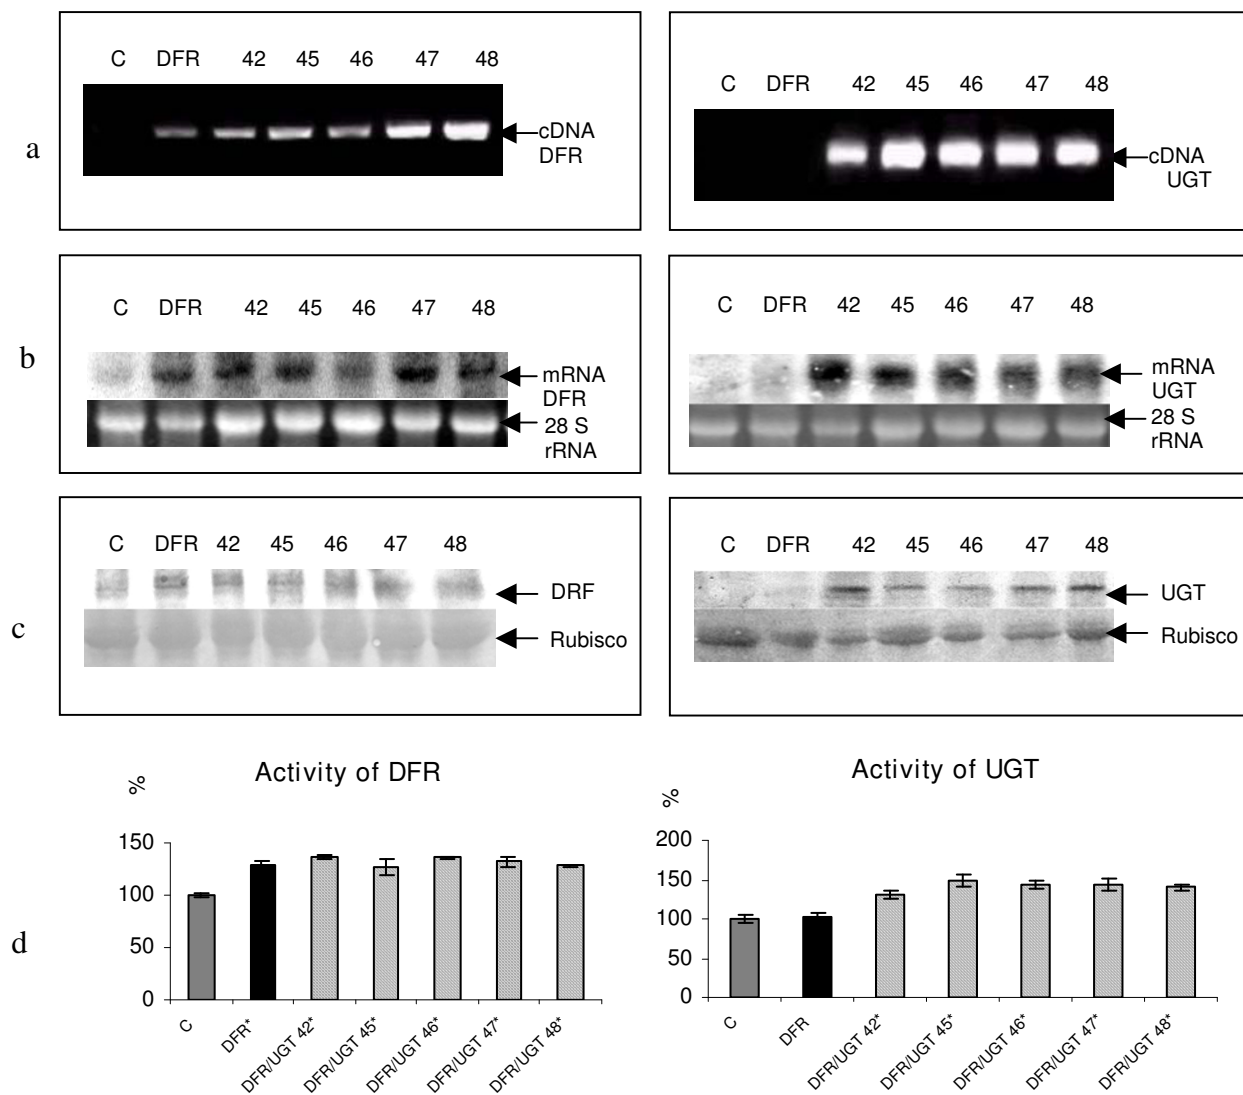 C DFR 42 45 46 47 48
cDNA
DFR
C DFR 42 45 46 47 48
cDNA
UGT
a
C DFR 42 45 46 47 48
mRNA
DFR
28 S
rRNA
C DFR 42 45 46 47 48
mRNA
UGT
28 S
rRNA
b
C DFR 42 45 46 47 48
DRF
Rubisco
C DFR 42 45 46 47 48
UGT
Rubisco
c
Activity of DFR
%
150
100
50
0
C
DFR*
DFR/UGT 42*
DFR/UGT 45*
DFR/UGT 46*
DFR/UGT 47*
DFR/UGT 48*
Activity of UGT
%
200
150
100
50
0
C
DFR
DFR/UGT 42*
DFR/UGT 45*
DFR/UGT 46*
DFR/UGT 47*
DFR/UGT 48*
d